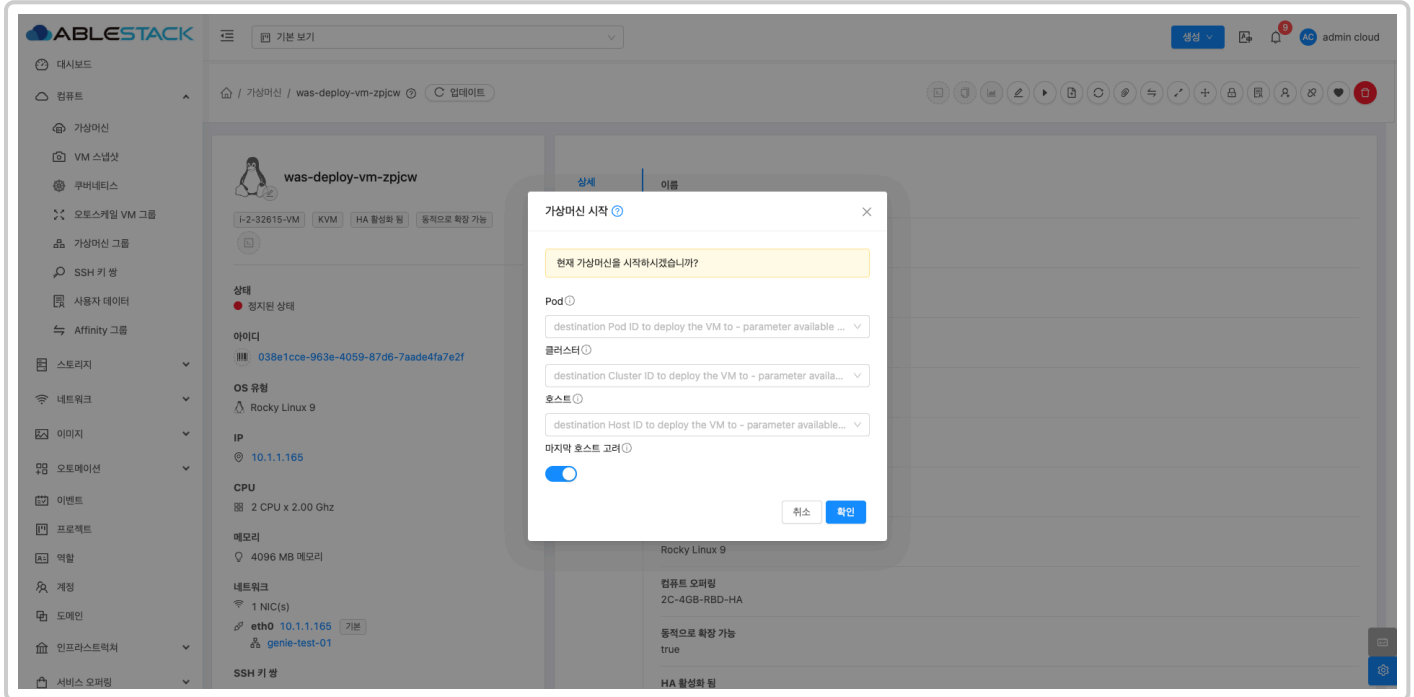 ABLESTACK
기본 보기
생성
9
AC admin cloud
대시보드
컴퓨트
가상머신
VM 스냅샷
쿠버네티스
오토스케일 VM 그룹
가상머신 그룹
SSH 키 쌍
사용자 데이터
Affinity 그룹
스토리지
네트워크
이미지
오토메이션
이벤트
프로젝트
역할
계정
도메인
인프라스트럭쳐
서비스 오퍼링
/ 가상머신 / was-deploy-vm-zpjcw
업데이트
was-deploy-vm-zpjcw
i-2-32615-VM KVM HA 활성화 됨 동적으로 확장 가능
상태
정지된 상태
아이디
038e1cce-963e-4059-87d6-7aade4fa7e2f
OS 유형
Rocky Linux 9
IP
10.1.1.165
CPU
2 CPU x 2.00 Ghz
메모리
4096 MB 메모리
네트워크
1 NIC(s)
eth0 10.1.1.165 기본
genie-test-01
SSH 키 쌍
상세
이름
가상머신 시작
현재 가상머신을 시작하시겠습니까?
Pod
destination Pod ID to deploy the VM to - parameter available ...
클러스터
destination Cluster ID to deploy the VM to - parameter availa...
호스트
destination Host ID to deploy the VM to - parameter available...
마지막 호스트 고려
취소
확인
Rocky Linux 9
컴퓨트 오퍼링
2C-4GB-RBD-HA
동적으로 확장 가능
true
HA 활성화 됨